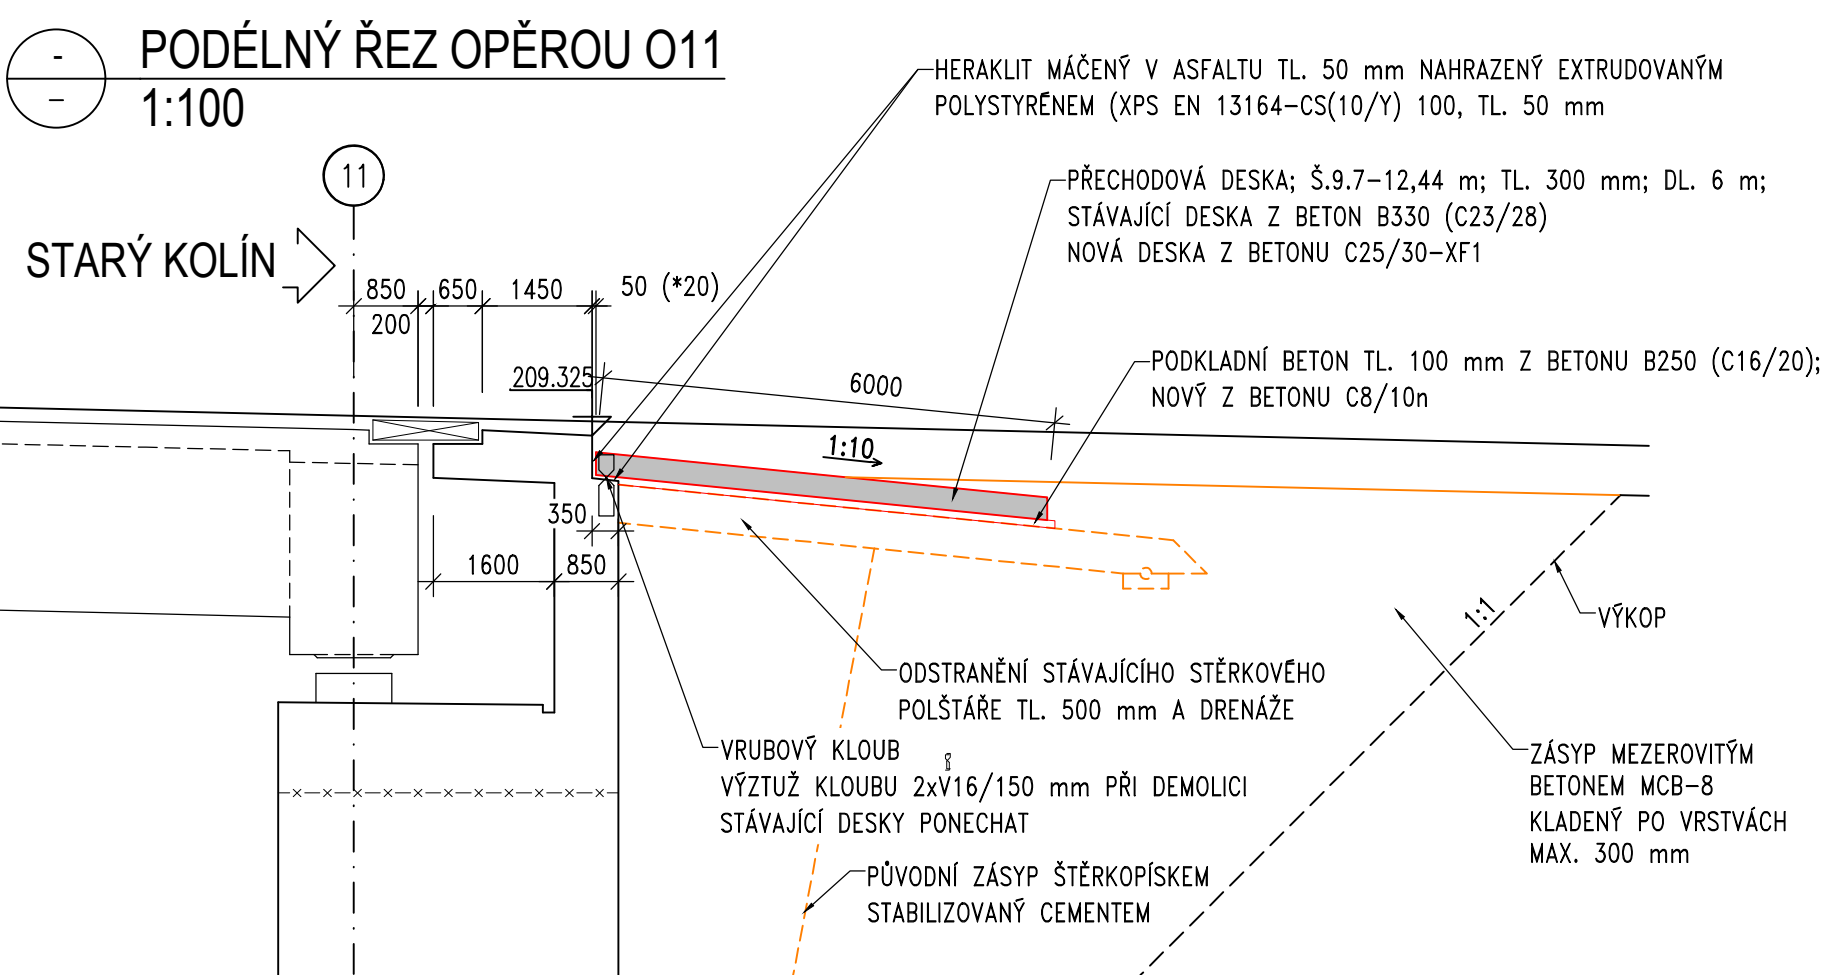 -
–
PODÉLNÝ ŘEZ OPĚROU O11
1:100
11
STARÝ KOLÍN
850
650
1450
50 (*20)
200
209.325
6000
1:10
350
1600
850
1:1
HERAKLIT MÁČENÝ V ASFALTU TL. 50 mm NAHRAZENÝ EXTRUDOVANÝM
POLYSTYRÉNEM (XPS EN 13164–CS(10/Y) 100, TL. 50 mm
PŘECHODOVÁ DESKA; Š.9.7–12,44 m; TL. 300 mm; DL. 6 m;
STÁVAJÍCÍ DESKA Z BETON B330 (C23/28)
NOVÁ DESKA Z BETONU C25/30–XF1
PODKLADNÍ BETON TL. 100 mm Z BETONU B250 (C16/20);
NOVÝ Z BETONU C8/10n
VÝKOP
ODSTRANĚNÍ STÁVAJÍCÍHO STĚRKOVÉHO
POLŠTÁŘE TL. 500 mm A DRENÁŽE
VRUBOVÝ KLOUB
VÝZTUŽ KLOUBU 2xV16/150 mm PŘI DEMOLICI
STÁVAJÍCÍ DESKY PONECHAT
ZÁSYP MEZEROVITÝM
BETONEM MCB–8
KLADENÝ PO VRSTVÁCH
MAX. 300 mm
PŮVODNÍ ZÁSYP ŠTĚRKOPÍSKEM
STABILIZOVANÝ CEMENTEM